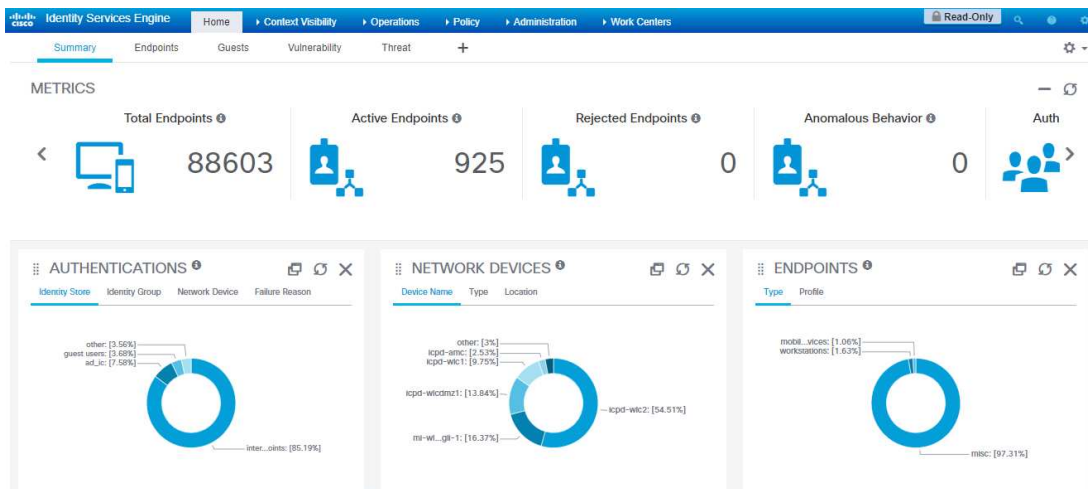 cisco Identity Services Engine Home Context Visibility Operations Policy Administration Work Centers Read-Only
Summary Endpoints Guests Vulnerability Threat +
METRICS
Total Endpoints Active Endpoints Rejected Endpoints Anomalous Behavior Auth
88603 925 0 0
AUTHENTICATIONS
Identity Store Identity Group Network Device Failure Reason
other: [3.56%]
guest users: [3.68%]
ad_ic: [7.58%]
inter...oints: [85.19%]
NETWORK DEVICES
Device Name Type Location
other: [3%]
icpd-amc: [2.53%]
icpd-wlc1: [9.75%]
icpd-wlcdmz1: [13.84%]
icpd-wlc2: [54.51%]
mi-wl...gli-1: [16.37%]
ENDPOINTS
Type Profile
mobil...vices: [1.06%]
workstations: [1.63%]
misc: [97.31%]